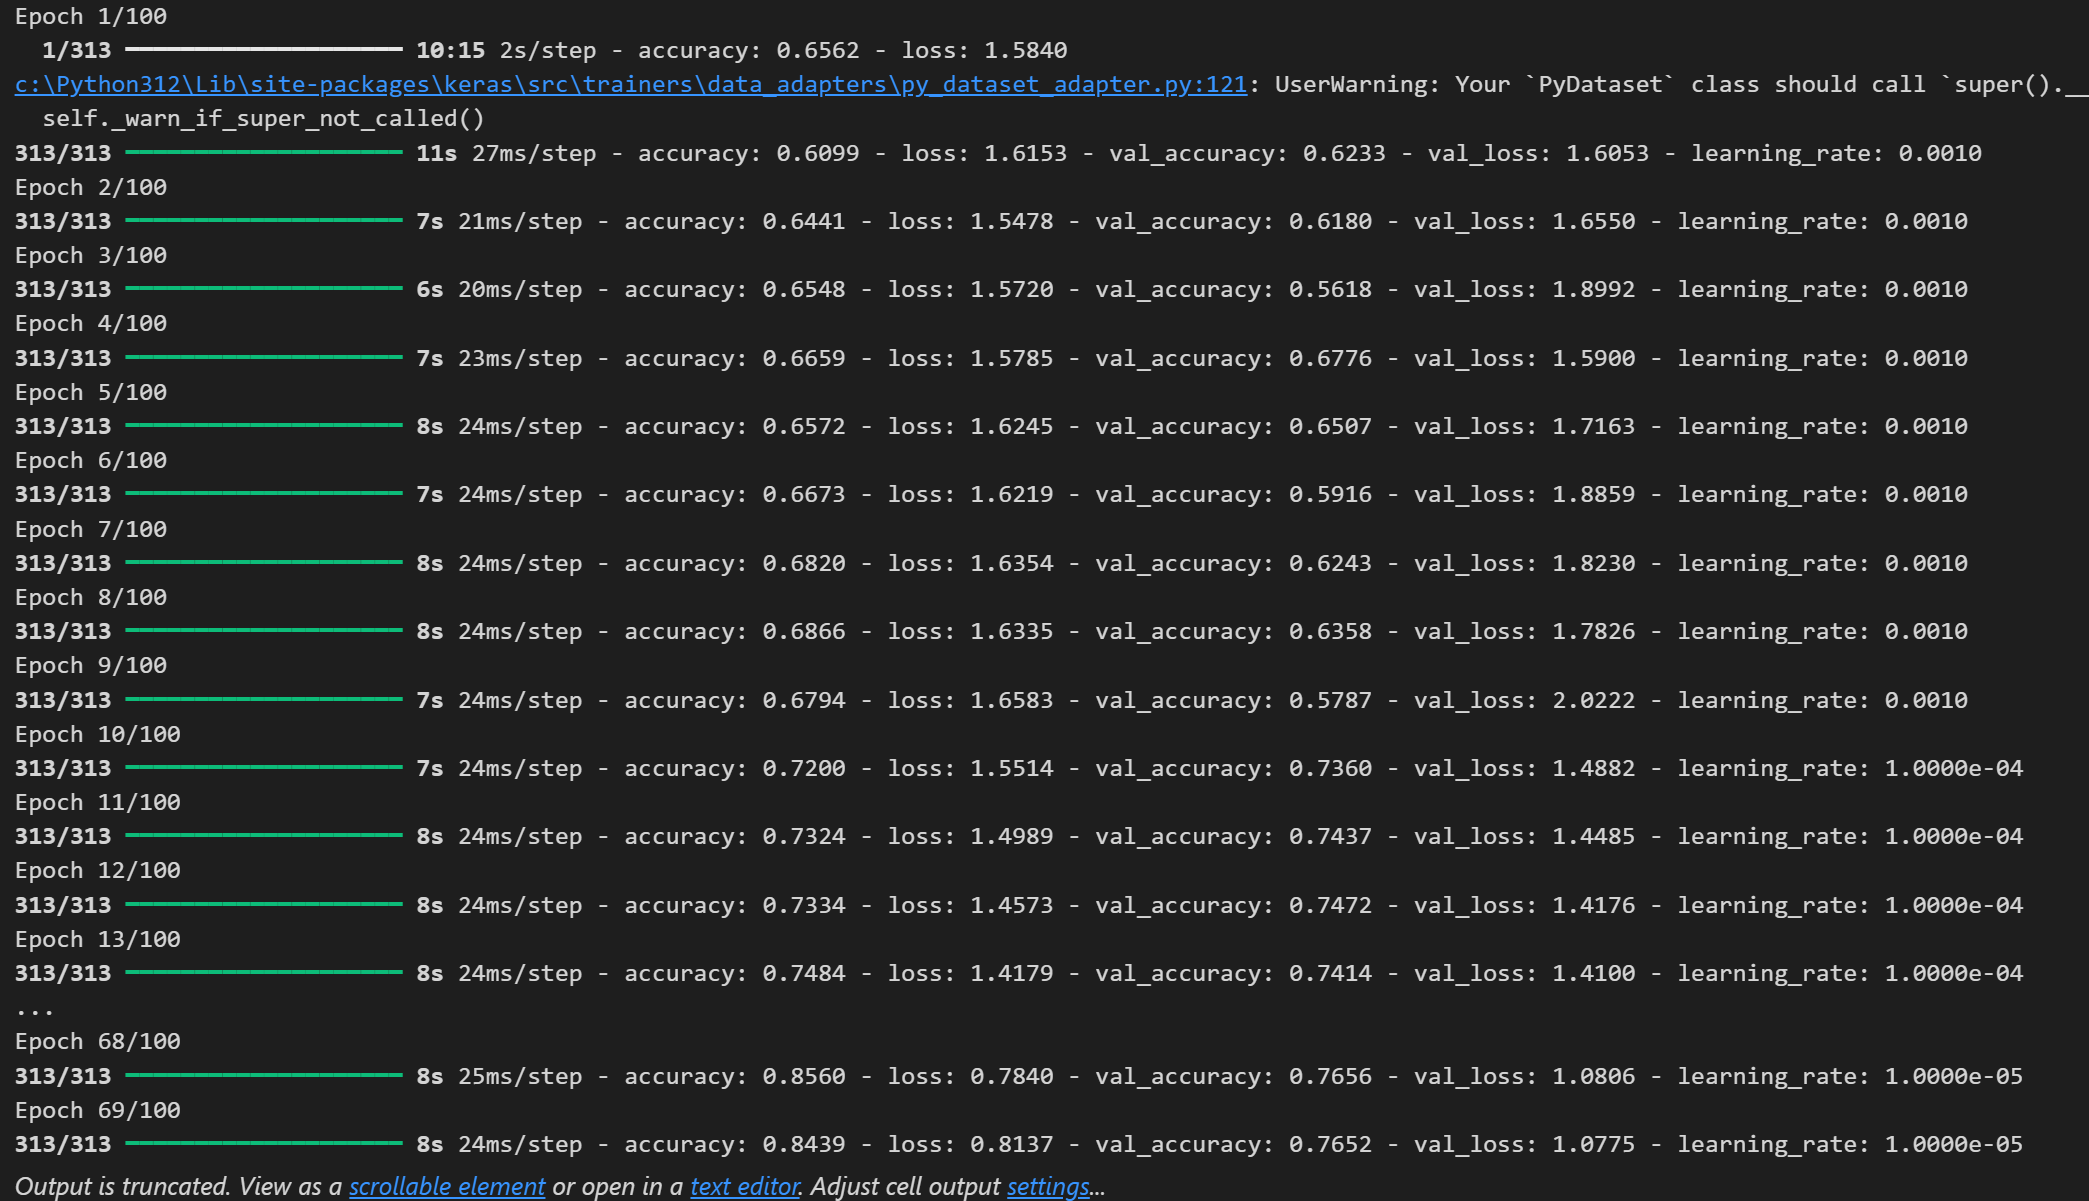 Epoch 1/100
1/313 10:15 2s/step - accuracy: 0.6562 - loss: 1.5840
c:\Python312\Lib\site-packages\keras\src\trainers\data_adapters\py_dataset_adapter.py:121: UserWarning: Your `PyDataset` class should call `super().__
self._warn_if_super_not_called()
313/313 11s 27ms/step - accuracy: 0.6099 - loss: 1.6153 - val_accuracy: 0.6233 - val_loss: 1.6053 - learning_rate: 0.0010
Epoch 2/100
313/313 7s 21ms/step - accuracy: 0.6441 - loss: 1.5478 - val_accuracy: 0.6180 - val_loss: 1.6550 - learning_rate: 0.0010
Epoch 3/100
313/313 6s 20ms/step - accuracy: 0.6548 - loss: 1.5720 - val_accuracy: 0.5618 - val_loss: 1.8992 - learning_rate: 0.0010
Epoch 4/100
313/313 7s 23ms/step - accuracy: 0.6659 - loss: 1.5785 - val_accuracy: 0.6776 - val_loss: 1.5900 - learning_rate: 0.0010
Epoch 5/100
313/313 8s 24ms/step - accuracy: 0.6572 - loss: 1.6245 - val_accuracy: 0.6507 - val_loss: 1.7163 - learning_rate: 0.0010
Epoch 6/100
313/313 7s 24ms/step - accuracy: 0.6673 - loss: 1.6219 - val_accuracy: 0.5916 - val_loss: 1.8859 - learning_rate: 0.0010
Epoch 7/100
313/313 8s 24ms/step - accuracy: 0.6820 - loss: 1.6354 - val_accuracy: 0.6243 - val_loss: 1.8230 - learning_rate: 0.0010
Epoch 8/100
313/313 8s 24ms/step - accuracy: 0.6866 - loss: 1.6335 - val_accuracy: 0.6358 - val_loss: 1.7826 - learning_rate: 0.0010
Epoch 9/100
313/313 7s 24ms/step - accuracy: 0.6794 - loss: 1.6583 - val_accuracy: 0.5787 - val_loss: 2.0222 - learning_rate: 0.0010
Epoch 10/100
313/313 7s 24ms/step - accuracy: 0.7200 - loss: 1.5514 - val_accuracy: 0.7360 - val_loss: 1.4882 - learning_rate: 1.0000e-04
Epoch 11/100
313/313 8s 24ms/step - accuracy: 0.7324 - loss: 1.4989 - val_accuracy: 0.7437 - val_loss: 1.4485 - learning_rate: 1.0000e-04
Epoch 12/100
313/313 8s 24ms/step - accuracy: 0.7334 - loss: 1.4573 - val_accuracy: 0.7472 - val_loss: 1.4176 - learning_rate: 1.0000e-04
Epoch 13/100
313/313 8s 24ms/step - accuracy: 0.7484 - loss: 1.4179 - val_accuracy: 0.7414 - val_loss: 1.4100 - learning_rate: 1.0000e-04
...
Epoch 68/100
313/313 8s 25ms/step - accuracy: 0.8560 - loss: 0.7840 - val_accuracy: 0.7656 - val_loss: 1.0806 - learning_rate: 1.0000e-05
Epoch 69/100
313/313 8s 24ms/step - accuracy: 0.8439 - loss: 0.8137 - val_accuracy: 0.7652 - val_loss: 1.0775 - learning_rate: 1.0000e-05
Output is truncated. View as a scrollable element or open in a text editor. Adjust cell output settings...